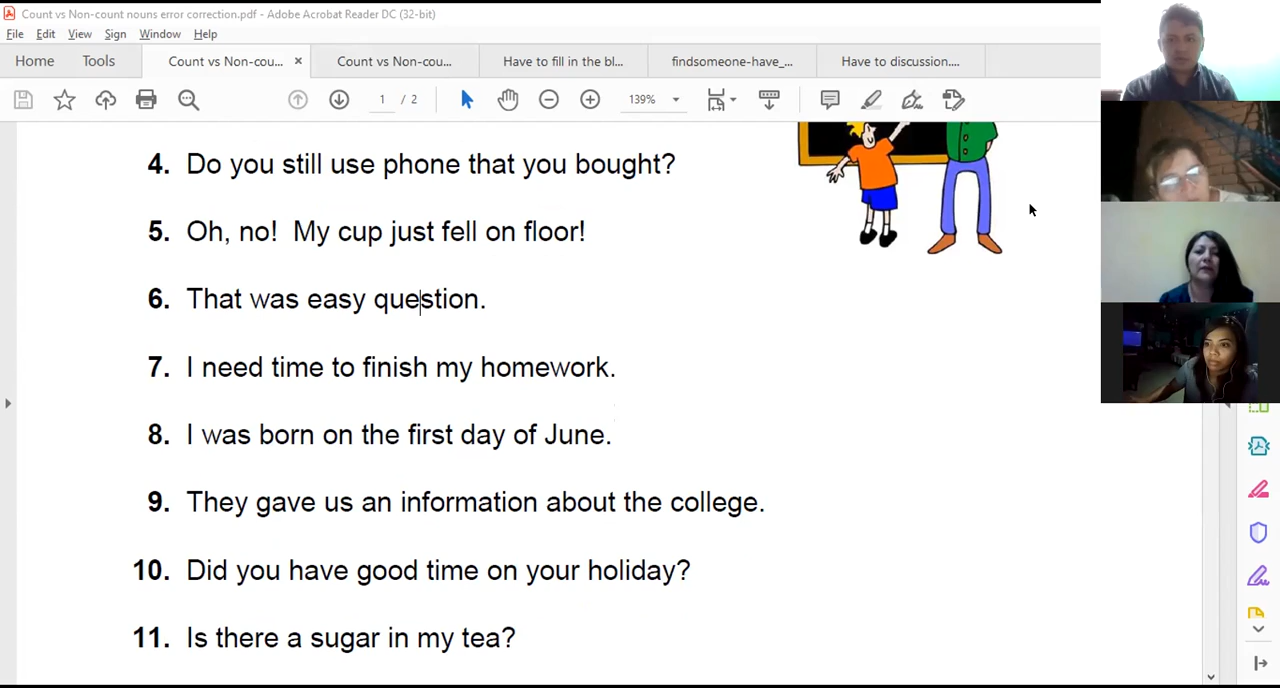 Count vs Non-count nouns error correction.pdf - Adobe Acrobat Reader DC (32-bit)
File Edit View Sign Window Help
Home Tools Count vs Non-cou... × Count vs Non-cou... Have to fill in the bl... findsomeone-have_... Have to discussion....
1 / 2 139%
4. Do you still use phone that you bought?
5. Oh, no! My cup just fell on floor!
6. That was easy question.
7. I need time to finish my homework.
8. I was born on the first day of June.
9. They gave us an information about the college.
10. Did you have good time on your holiday?
11. Is there a sugar in my tea?